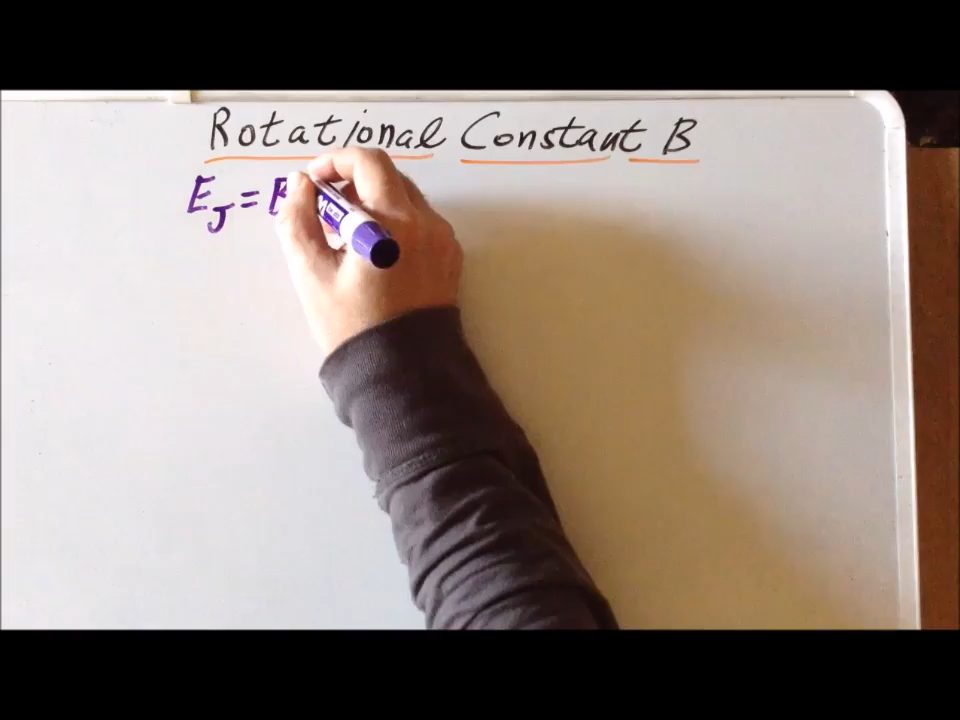 Rotational Constant B
E_J = B